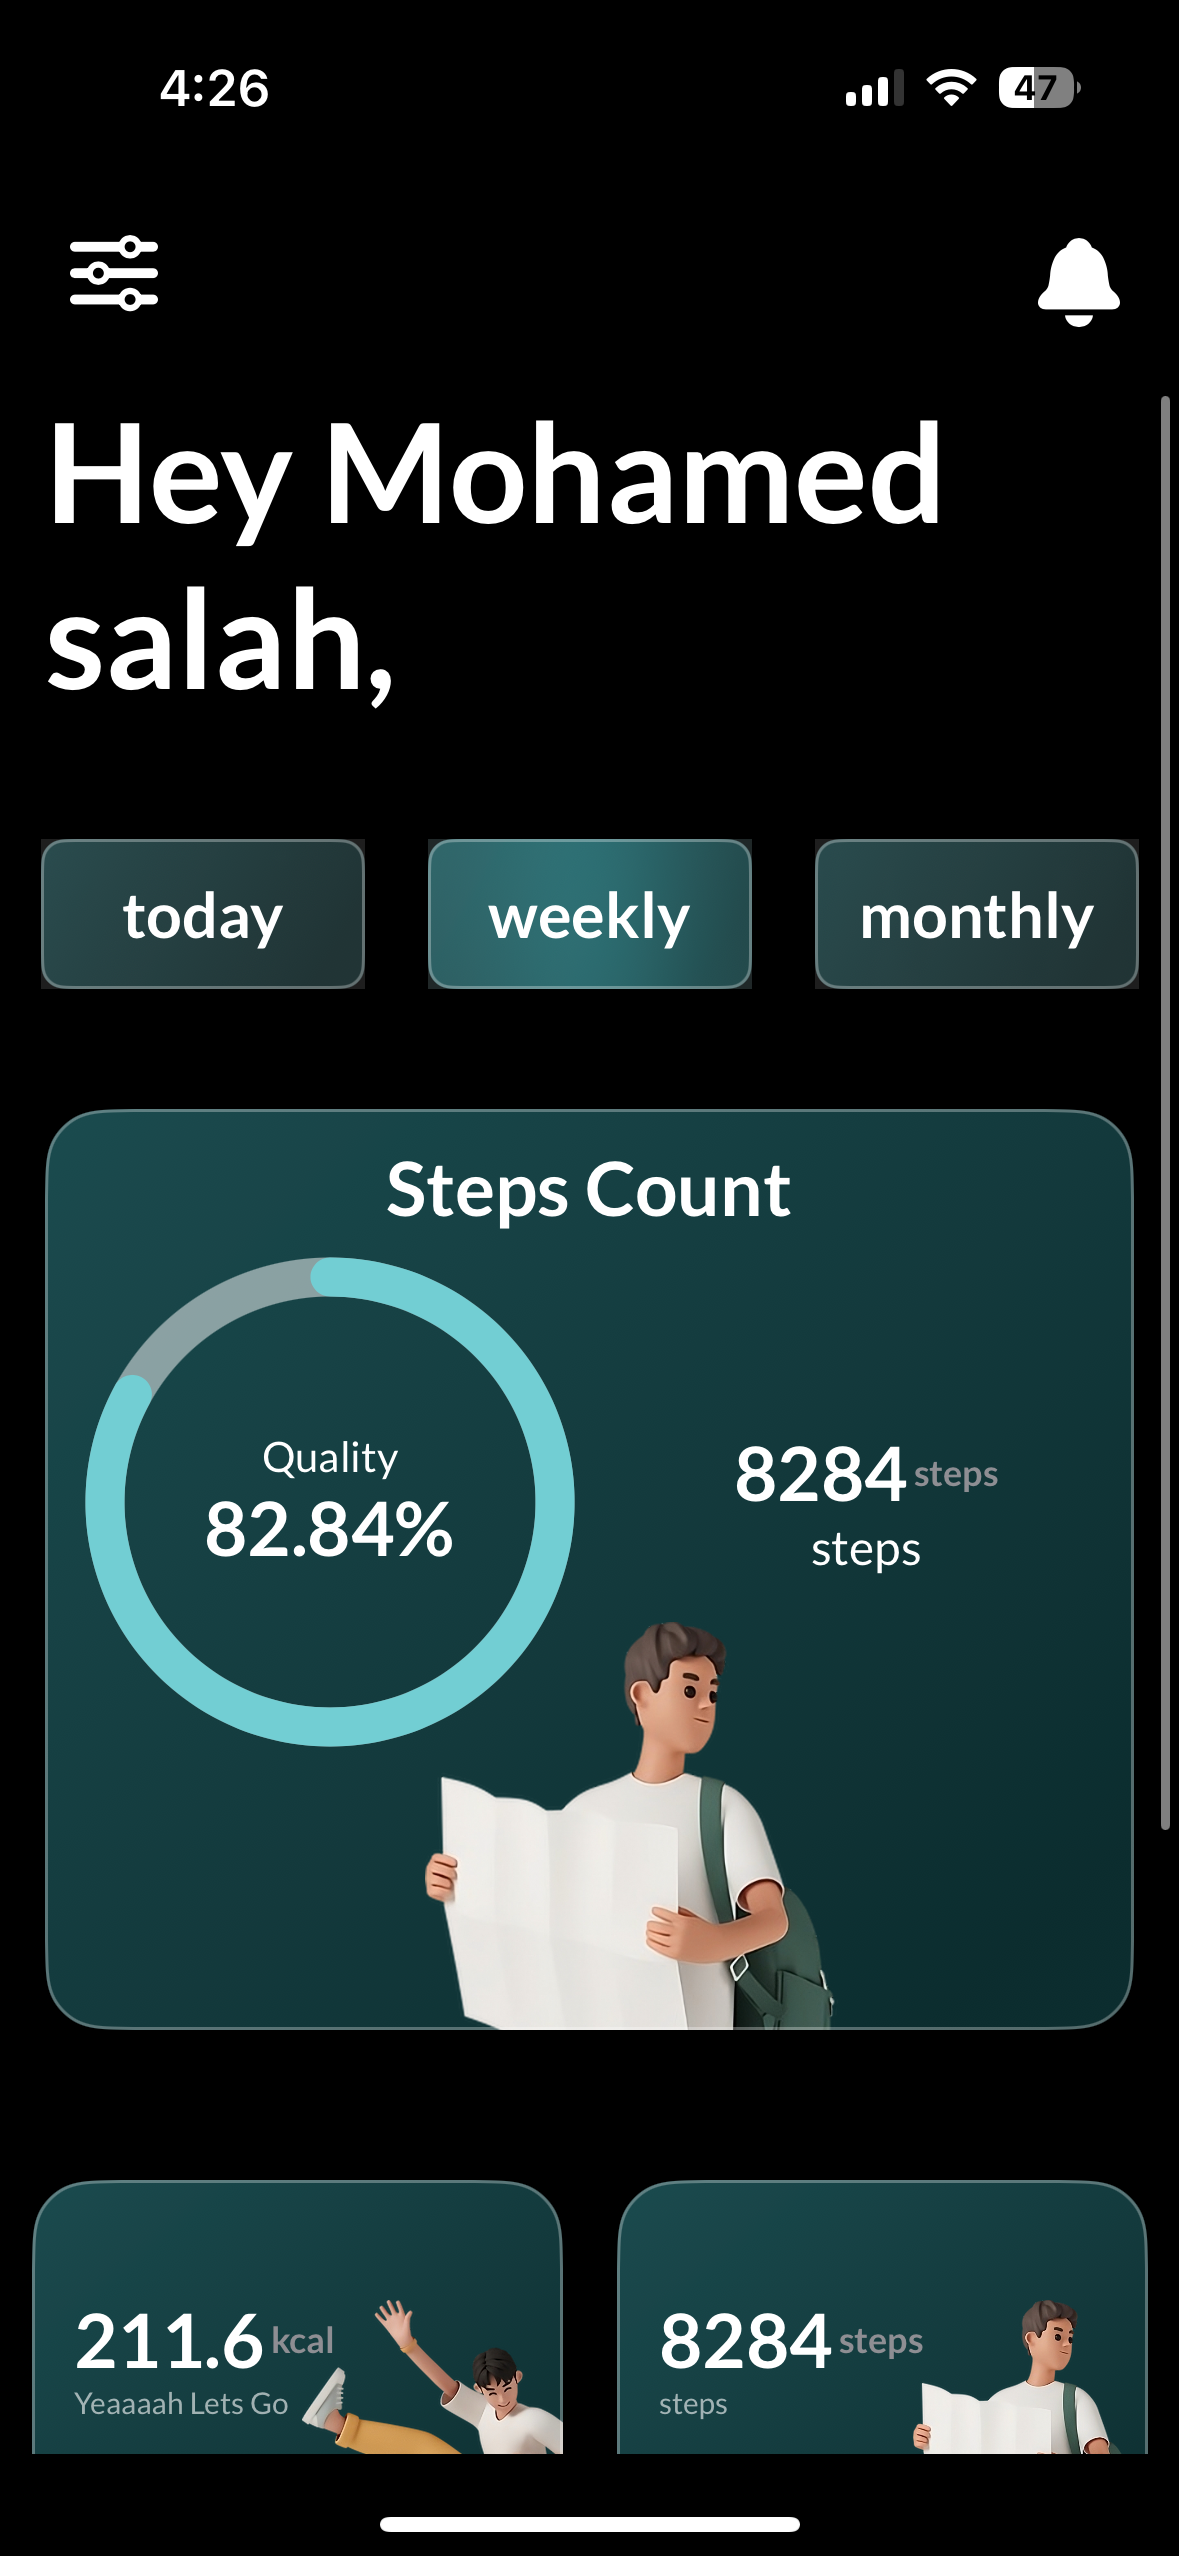 4:26
47
Hey Mohamed
salah,
today
weekly
monthly
Steps Count
Quality
82.84%
8284 steps
steps
211.6 kcal
Yeaaaah Lets Go
8284 steps
steps